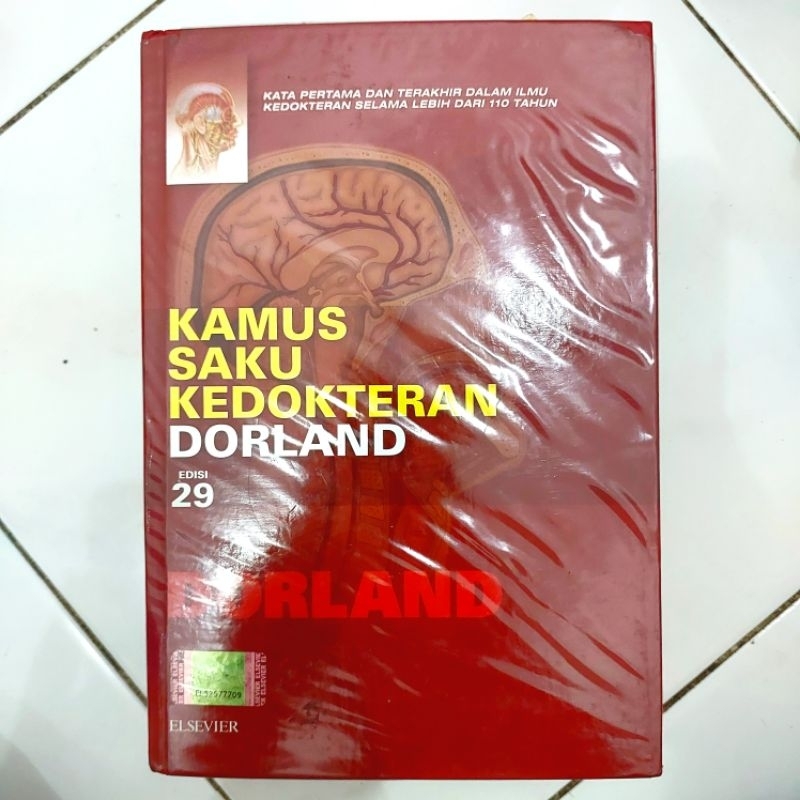 KATA PERTAMA DAN TERAKHIR DALAM ILMU
KEDOKTERAN SELAMA LEBIH DARI 110 TAHUN
KAMUS
SAKU
KEDOKTERAN
DORLAND
EDISI
29
DORLAND
ELSEVIER